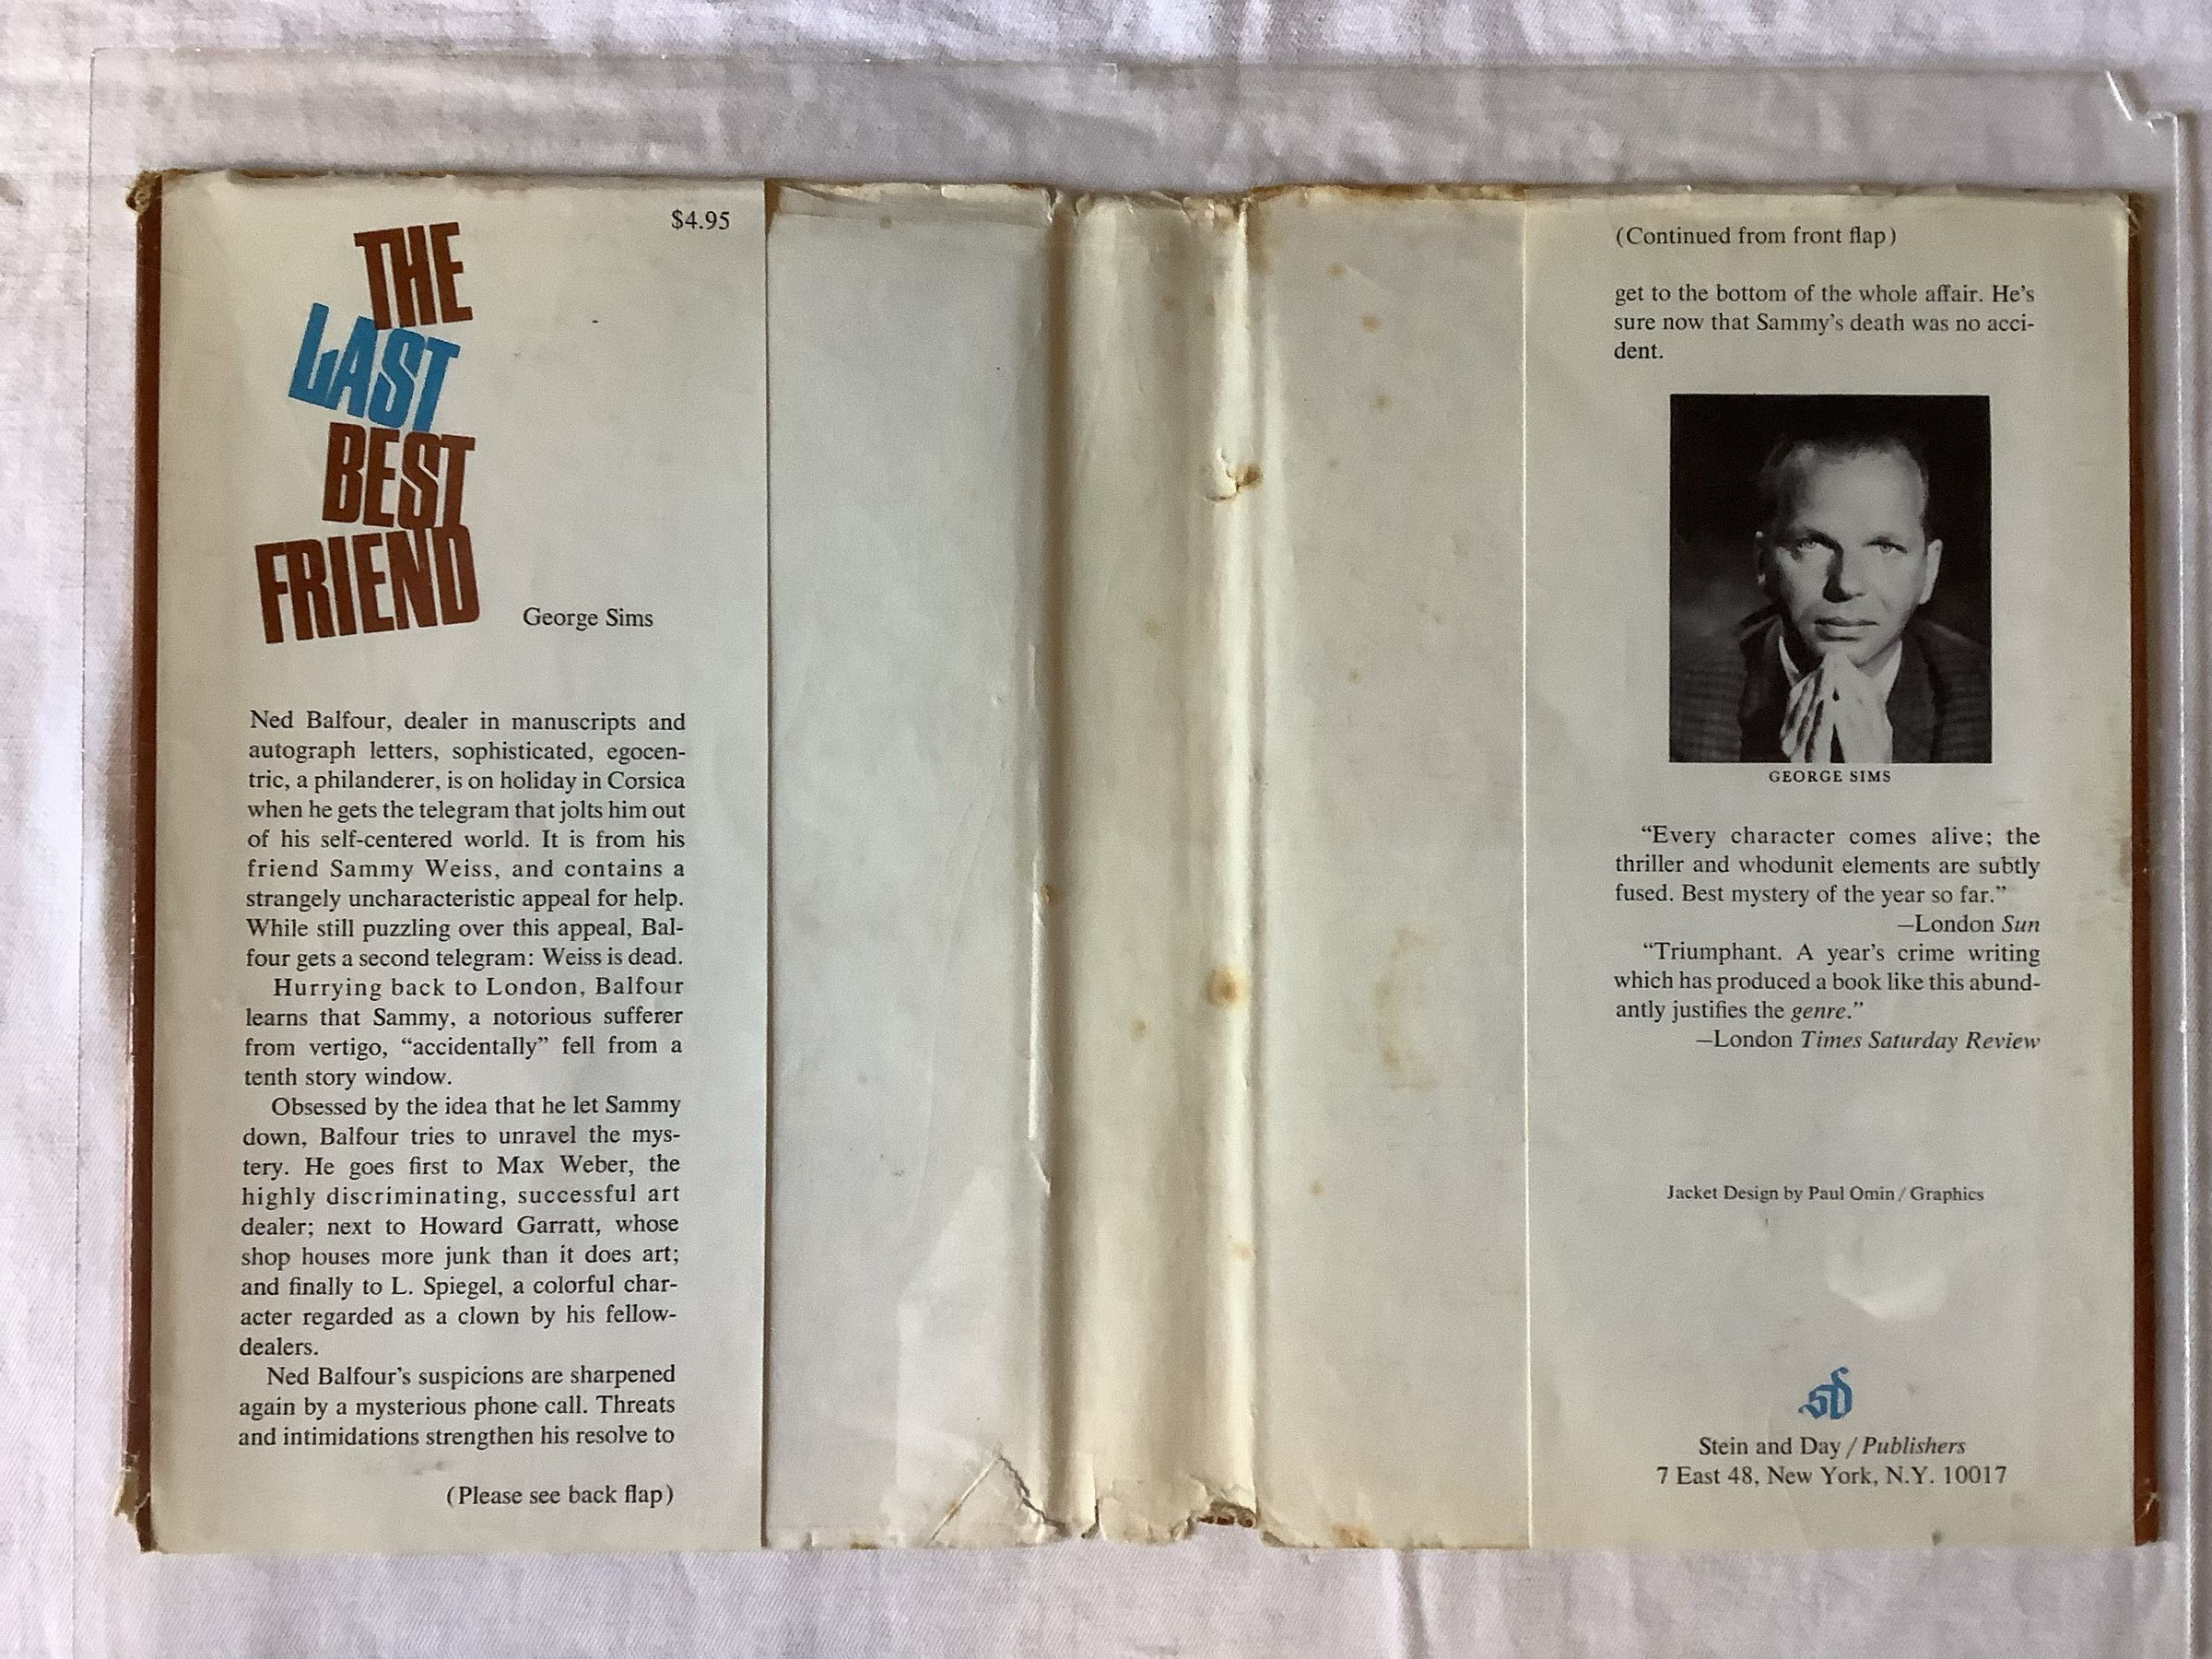 $4.95
THE
LAST
BEST
FRIEND
George Sims
Ned Balfour, dealer in manuscripts and
autograph letters, sophisticated, egocen-
tric, a philanderer, is on holiday in Corsica
when he gets the telegram that jolts him out
of his self-centered world. It is from his
friend Sammy Weiss, and contains a
strangely uncharacteristic appeal for help.
While still puzzling over this appeal, Bal-
four gets a second telegram: Weiss is dead.
Hurrying back to London, Balfour
learns that Sammy, a notorious sufferer
from vertigo, “accidentally” fell from a
tenth story window.
Obsessed by the idea that he let Sammy
down, Balfour tries to unravel the mys-
tery. He goes first to Max Weber, the
highly discriminating, successful art
dealer; next to Howard Garratt, whose
shop houses more junk than it does art;
and finally to L. Spiegel, a colorful char-
acter regarded as a clown by his fellow-
dealers.
Ned Balfour’s suspicions are sharpened
again by a mysterious phone call. Threats
and intimidations strengthen his resolve to
(Please see back flap)
(Continued from front flap)
get to the bottom of the whole affair. He’s
sure now that Sammy’s death was no acci-
dent.
GEORGE SIMS
“Every character comes alive; the
thriller and whodunit elements are subtly
fused. Best mystery of the year so far.”
—London Sun
“Triumphant. A year’s crime writing
which has produced a book like this abund-
antly justifies the genre.”
—London Times Saturday Review
Jacket Design by Paul Omin / Graphics
sd
Stein and Day / Publishers
7 East 48, New York, N.Y. 10017